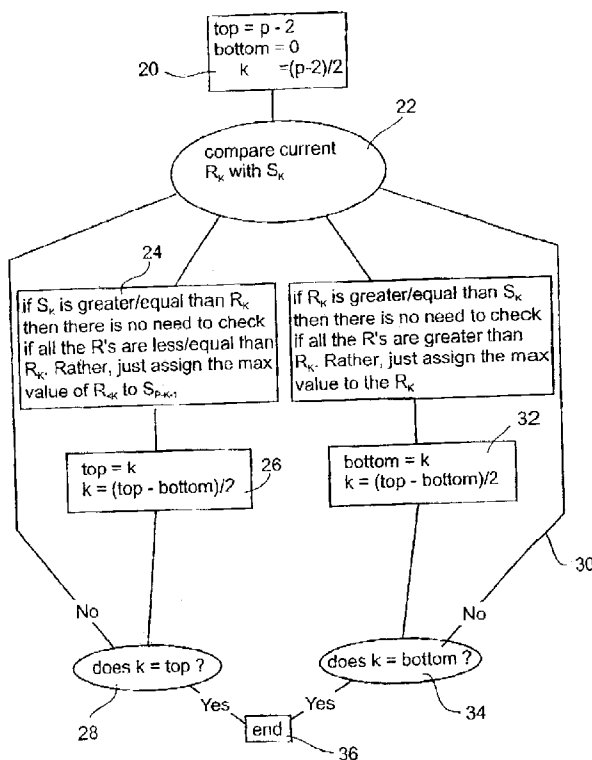 top = p - 2
bottom = 0
k =(p-2)/2
20
22
compare current
R_K with S_K
24
if S_K is greater/equal than R_K
then there is no need to check
if all the R's are less/equal than
R_K. Rather, just assign the max
value of R_<K to S_P-K-1
if R_K is greater/equal than S_K
then there is no need to check
if all the R's are greater than
R_K. Rather, just assign the max
value to the R_K
top = k
k = (top - bottom)/2
26
32
bottom = k
k = (top - bottom)/2
30
No
No
does k = top ?
does k = bottom ?
28
Yes
Yes
34
end
36